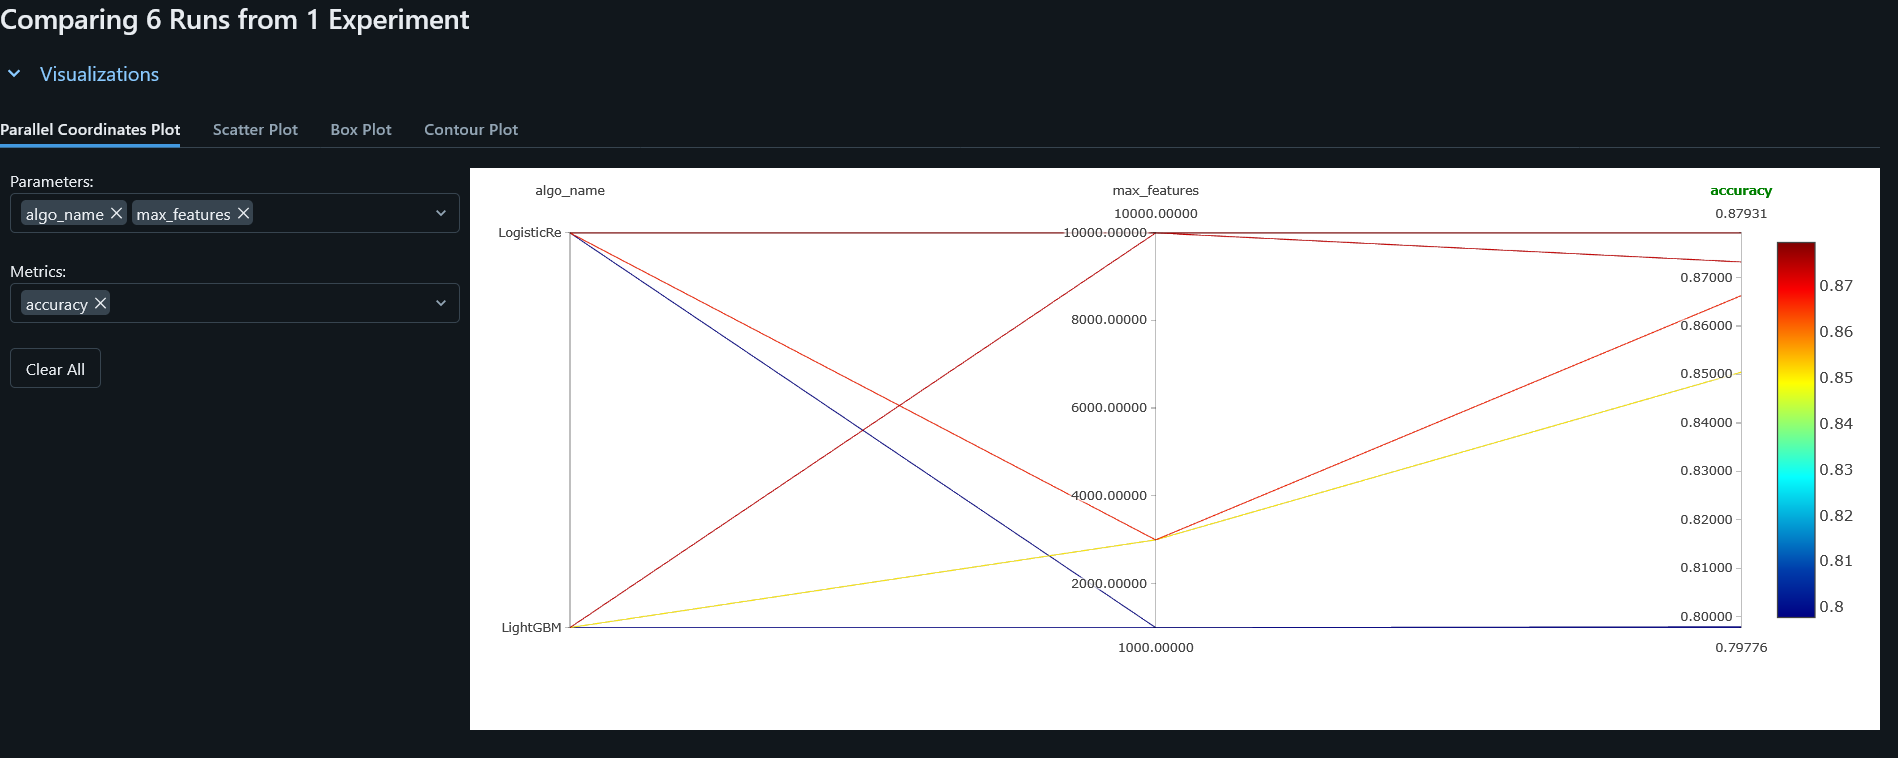 Comparing 6 Runs from 1 Experiment
Visualizations
Parallel Coordinates Plot Scatter Plot Box Plot Contour Plot
Parameters:
algo_name max_features
Metrics:
accuracy
Clear All
algo_name max_features accuracy
10000.00000 0.87931
LogisticRe 10000.00000
0.87000
8000.00000
0.86000
0.85000
6000.00000
0.84000
0.83000
4000.00000
0.82000
0.81000
2000.00000
0.80000
LightGBM
1000.00000 0.79776
0.87
0.86
0.85
0.84
0.83
0.82
0.81
0.8